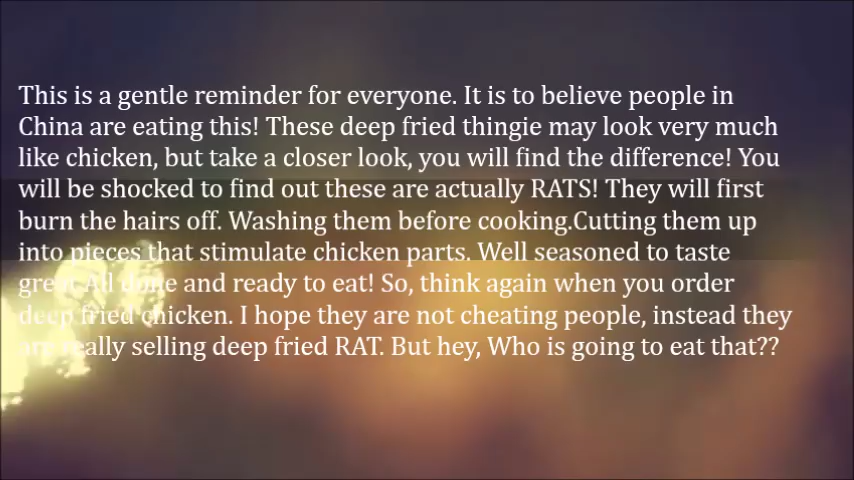 This is a gentle reminder for everyone. It is to believe people in
China are eating this! These deep fried thingie may look very much
like chicken, but take a closer look, you will find the difference! You
will be shocked to find out these are actually RATS! They will first
burn the hairs off. Washing them before cooking.Cutting them up
into pieces that stimulate chicken parts. Well seasoned to taste
great.All done and ready to eat! So, think again when you order
deep fried chicken. I hope they are not cheating people, instead they
are really selling deep fried RAT. But hey, Who is going to eat that??